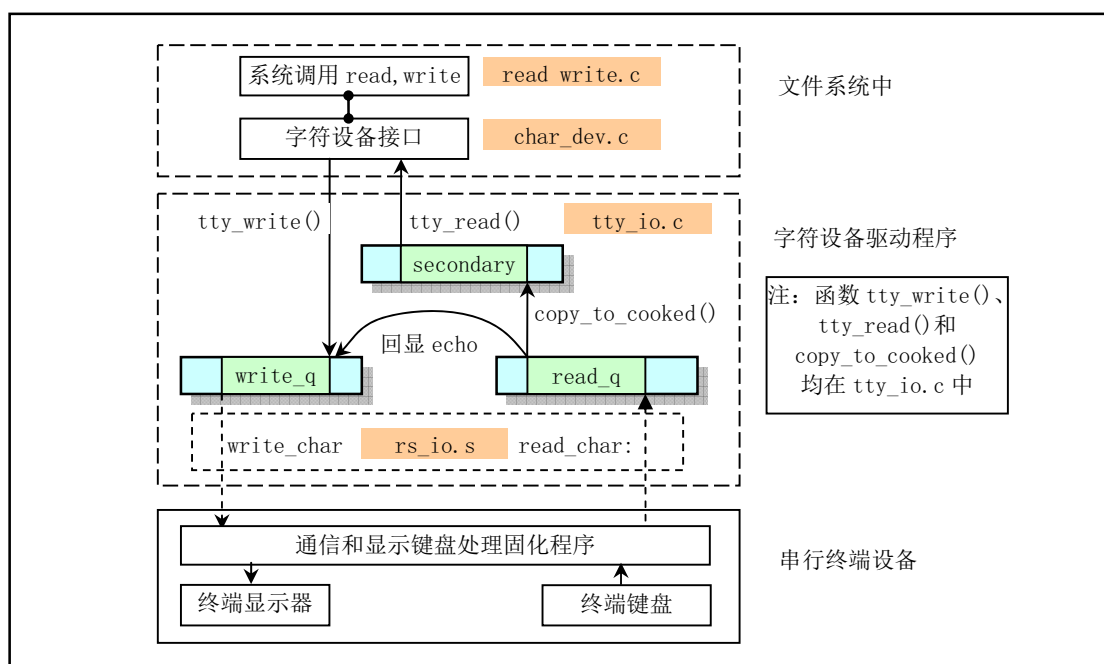 系统调用 read,write
read write.c
文件系统中
字符设备接口
char_dev.c
tty_write()
tty_read()
tty_io.c
字符设备驱动程序
secondary
copy_to_cooked()
回显 echo
write_q
read_q
注：函数 tty_write()、
tty_read()和
copy_to_cooked()
均在 tty_io.c 中
write_char
rs_io.s
read_char:
通信和显示键盘处理固化程序
串行终端设备
终端显示器
终端键盘